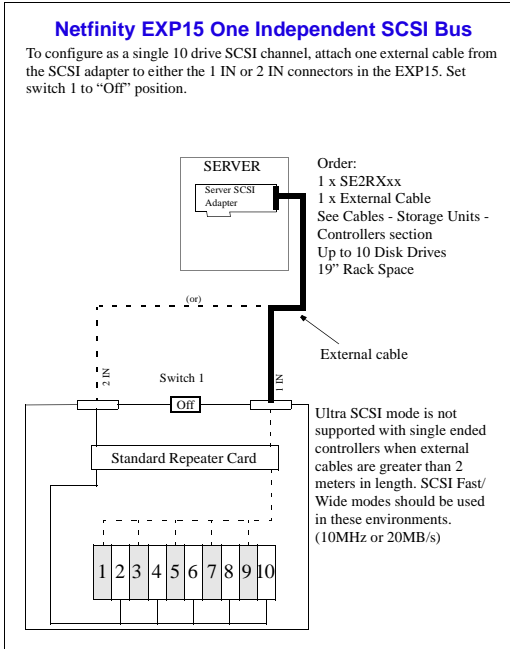 Netfinity EXP15 One Independent SCSI Bus
To configure as a single 10 drive SCSI channel, attach one external cable from
the SCSI adapter to either the 1 IN or 2 IN connectors in the EXP15. Set
switch 1 to “Off” position.
SERVER
Server SCSI
Adapter
Order:
1 x SE2RXxx
1 x External Cable
See Cables - Storage Units -
Controllers section
Up to 10 Disk Drives
19” Rack Space
(or)
External cable
2 IN
Switch 1
1 IN
Off
Ultra SCSI mode is not
supported with single ended
controllers when external
cables are greater than 2
meters in length. SCSI Fast/
Wide modes should be used
in these environments.
(10MHz or 20MB/s)
Standard Repeater Card
1 2 3 4 5 6 7 8 9 10